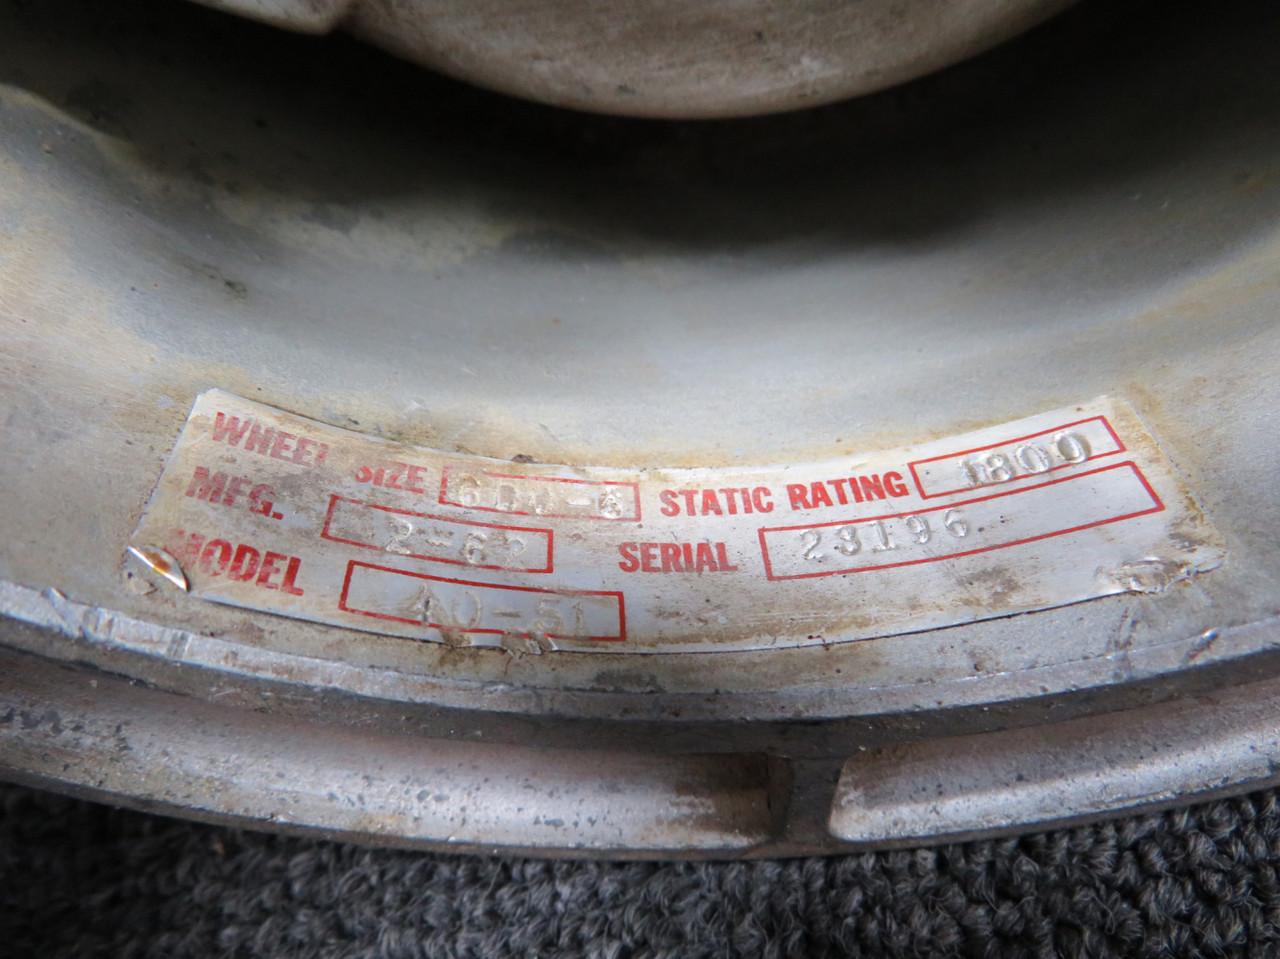 WHEEL SIZE 600-6 STATIC RATING 1800
MFG. 2-62 SERIAL 23196
MODEL 40-51